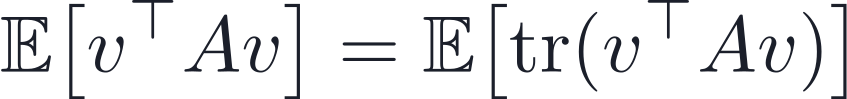 𝔼[v⊤Av] = 𝔼[tr(v⊤Av)]